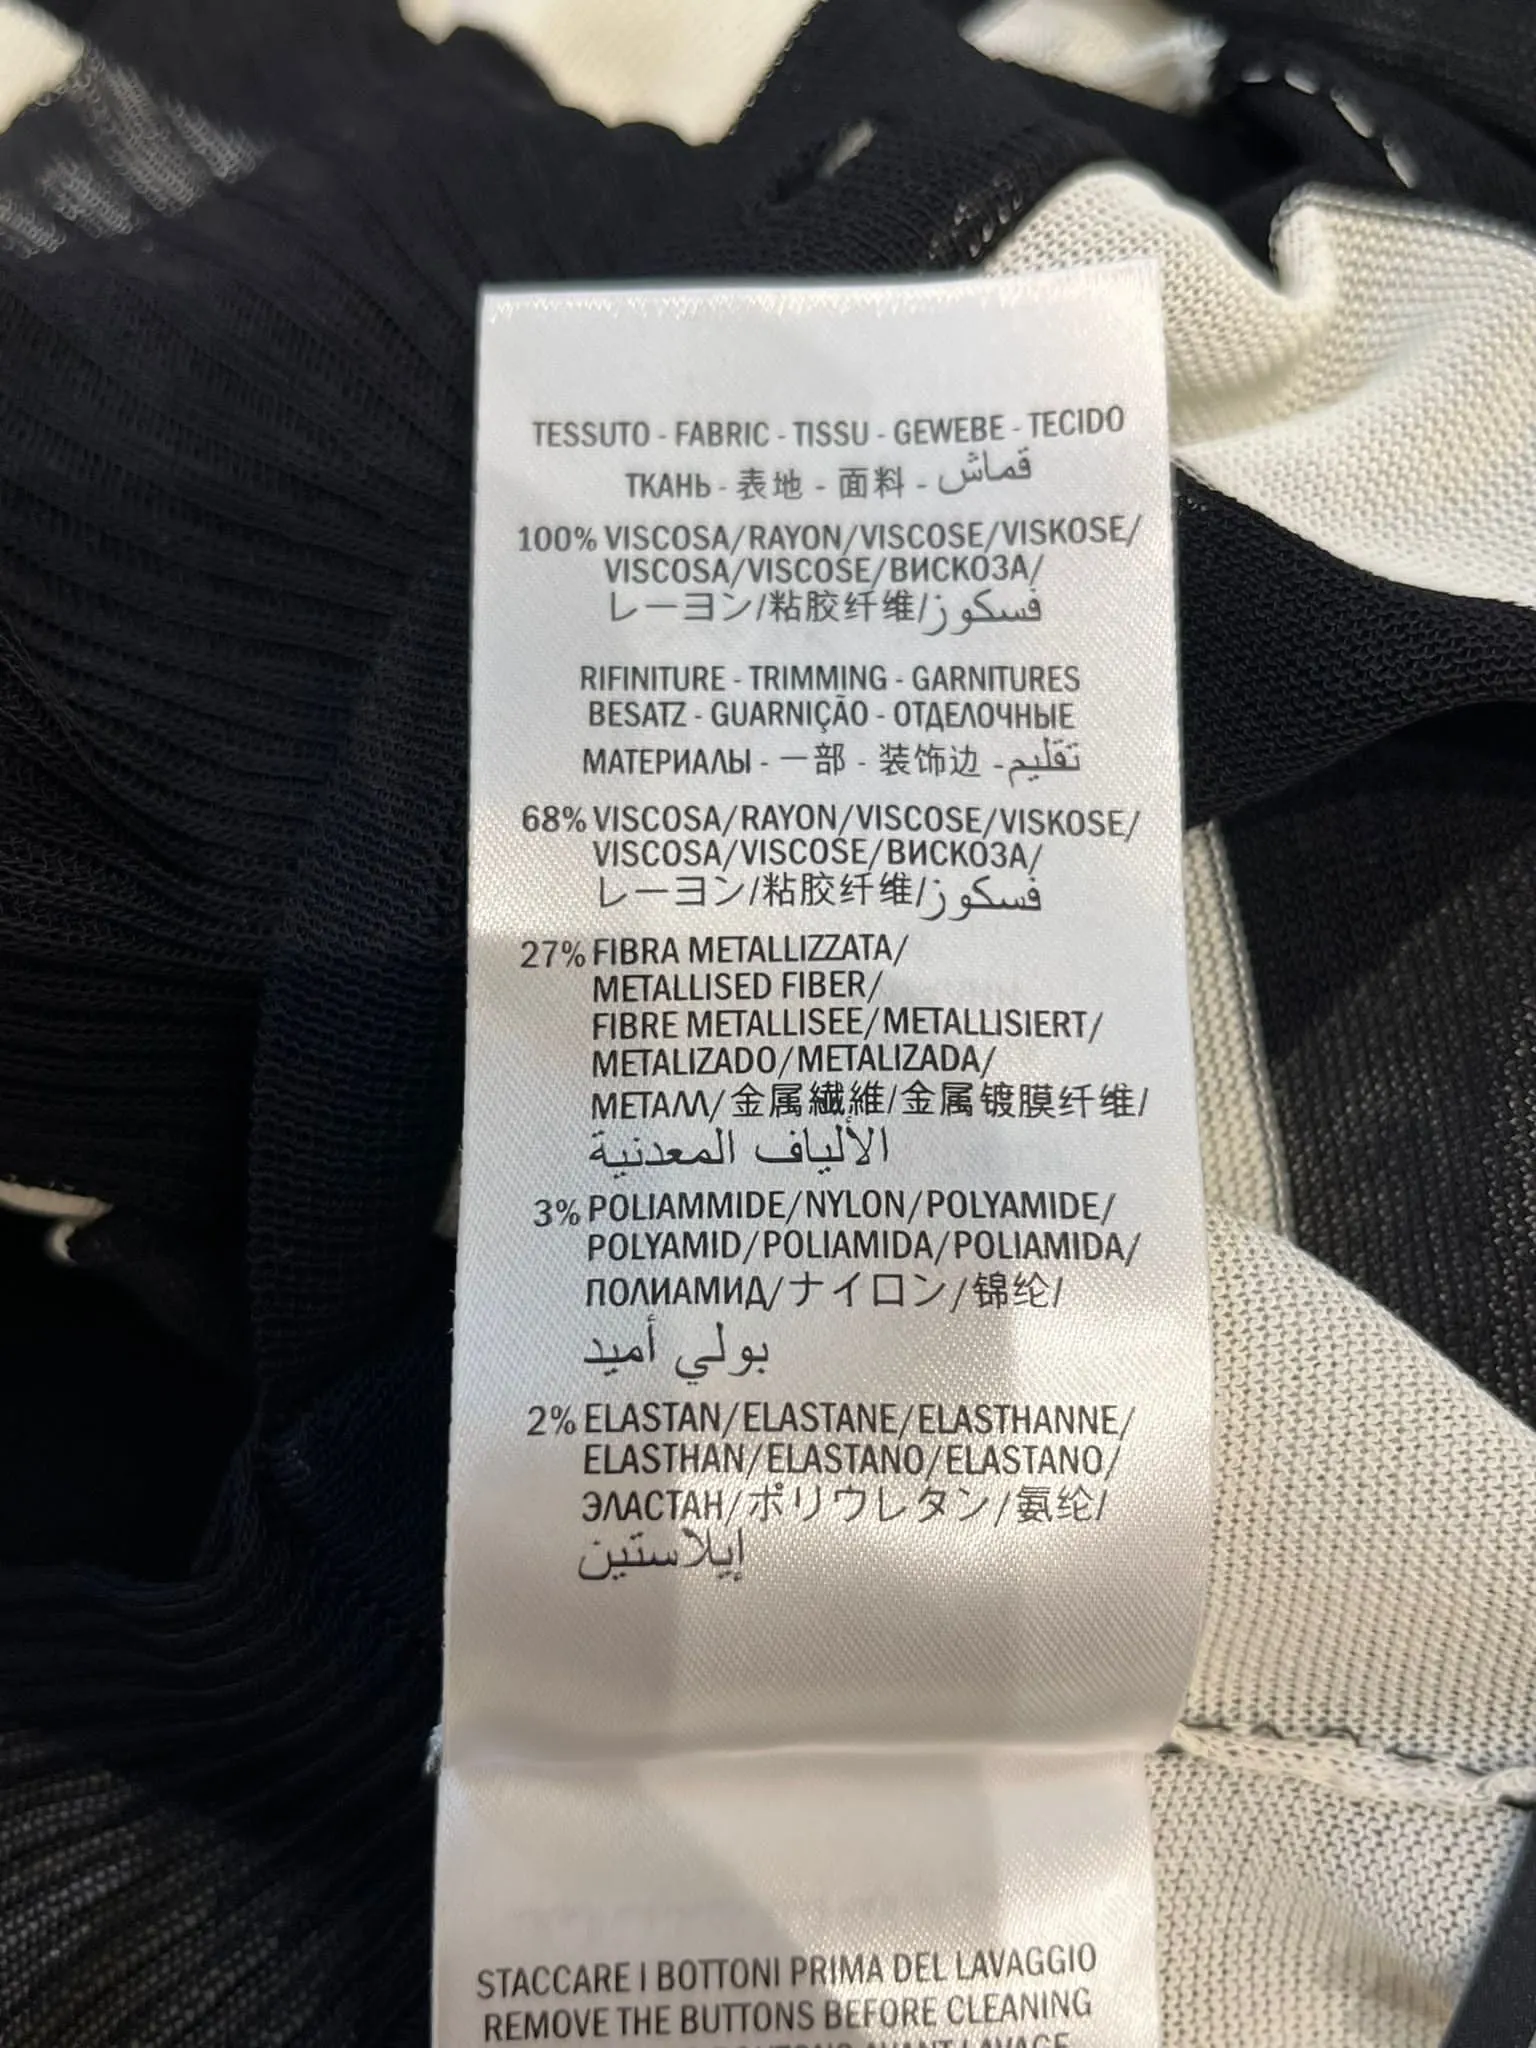 TESSUTO - FABRIC - TISSU - GEWEBE - TECIDO
ТКАНЬ - 表地 - 面料 - قماش
100% VISCOSA/RAYON/VISCOSE/VISKOSE/
VISCOSA/VISCOSE/ВИСКОЗА/
レーヨン/粘胶纤维/فسكوز
RIFINITURE - TRIMMING - GARNITURES
BESATZ - GUARNIÇÃO - ОТДЕЛОЧНЫЕ
МАТЕРИАЛЫ - 一部 - 装饰边 - تقليم
68% VISCOSA/RAYON/VISCOSE/VISKOSE/
VISCOSA/VISCOSE/ВИСКОЗА/
レーヨン/粘胶纤维/فسكوز
27% FIBRA METALLIZZATA/
METALLISED FIBER/
FIBRE METALLISEE/METALLISIERT/
METALIZADO/METALIZADA/
МЕТАЛЛ/金属繊維/金属镀膜纤维/
الألياف المعدنية
3% POLIAMMIDE/NYLON/POLYAMIDE/
POLYAMID/POLIAMIDA/POLIAMIDA/
ПОЛИАМИД/ナイロン/锦纶/
بولي أميد
2% ELASTAN/ELASTANE/ELASTHANNE/
ELASTHAN/ELASTANO/ELASTANO/
ЭЛАСТАН/ポリウレタン/氨纶/
إيلاستين
STACCARE I BOTTONI PRIMA DEL LAVAGGIO
REMOVE THE BUTTONS BEFORE CLEANING
AVANT LAVAGE